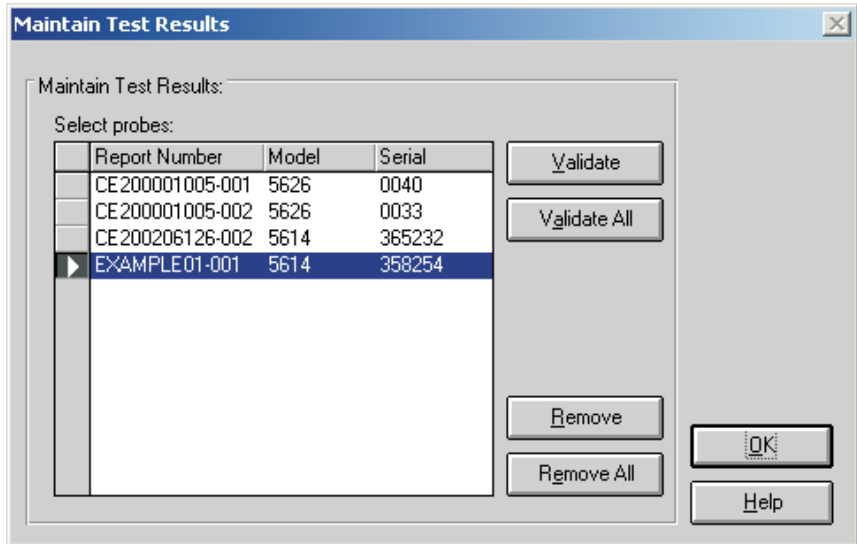 Maintain Test Results
Maintain Test Results:
Select probes:
Report Number Model Serial
CE200001005-001 5626 0040
CE200001005-002 5626 0033
CE200206126-002 5614 365232
EXAMPLE01-001 5614 358254
Validate
Validate All
Remove
Remove All
OK
Help